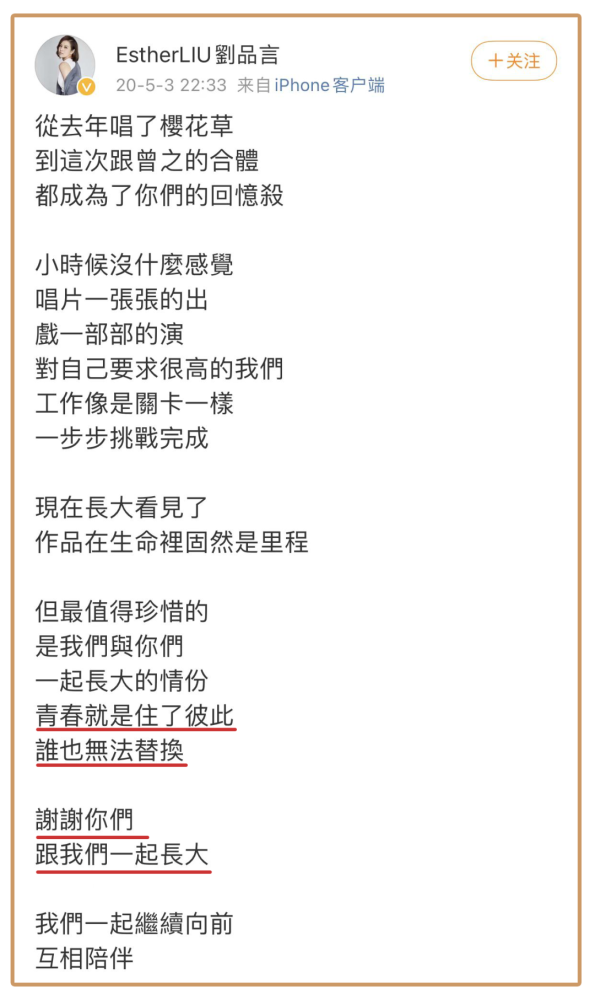 EstherLIU劉品言
20-5-3 22:33 来自iPhone客户端
＋关注
從去年唱了櫻花草
到這次跟曾之的合體
都成為了你們的回憶殺
小時候沒什麼感覺
唱片一張張的出
戲一部部的演
對自己要求很高的我們
工作像是關卡一樣
一步步挑戰完成
現在長大看見了
作品在生命裡固然是里程
但最值得珍惜的
是我們與你們
一起長大的情份
青春就是住了彼此
誰也無法替換
謝謝你們
跟我們一起長大
我們一起繼續向前
互相陪伴